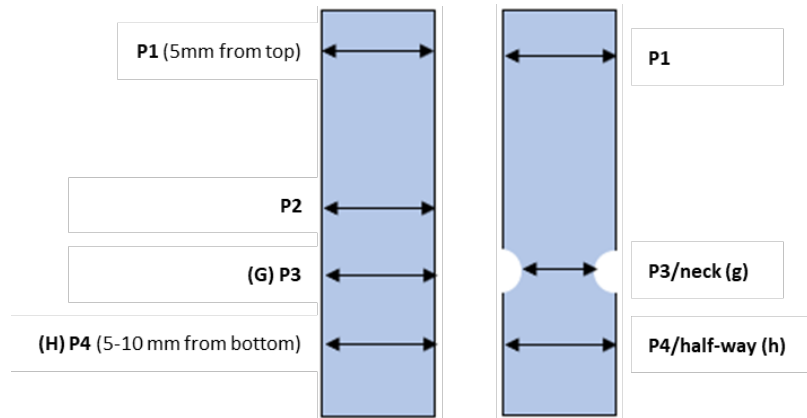 P1 (5mm from top)
P2
(G) P3
(H) P4 (5-10 mm from bottom)
P1
P3/neck (g)
P4/half-way (h)